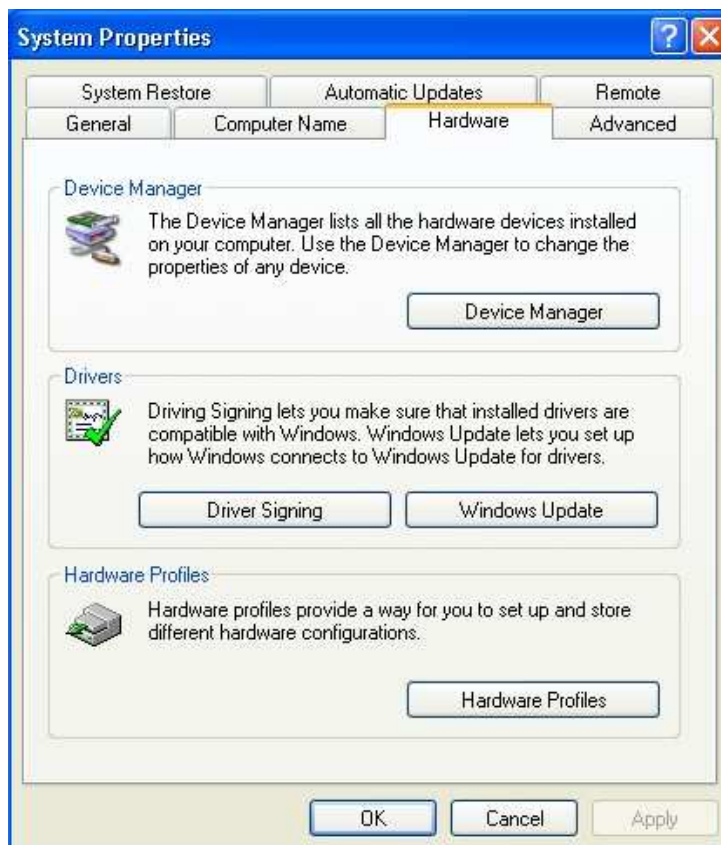 System Properties
System Restore
Automatic Updates
Remote
General
Computer Name
Hardware
Advanced
Device Manager
The Device Manager lists all the hardware devices installed
on your computer. Use the Device Manager to change the
properties of any device.
Device Manager
Drivers
Driving Signing lets you make sure that installed drivers are
compatible with Windows. Windows Update lets you set up
how Windows connects to Windows Update for drivers.
Driver Signing
Windows Update
Hardware Profiles
Hardware profiles provide a way for you to set up and store
different hardware configurations.
Hardware Profiles
OK
Cancel
Apply